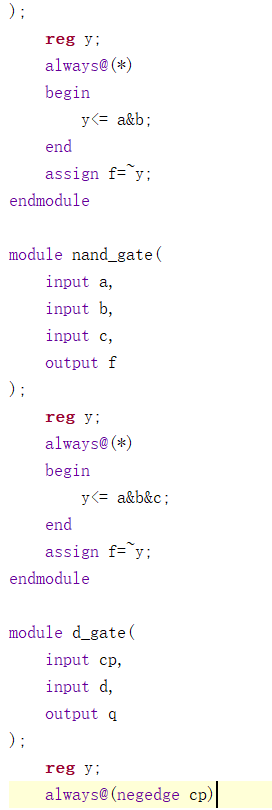 );
    reg y;
    always@(*)
    begin
        y<= a&b;
    end
    assign f=~y;
endmodule

module nand_gate(
    input a,
    input b,
    input c,
    output f
);
    reg y;
    always@(*)
    begin
        y<= a&b&c;
    end
    assign f=~y;
endmodule

module d_gate(
    input cp,
    input d,
    output q
);
    reg y;
    always@(negedge cp)